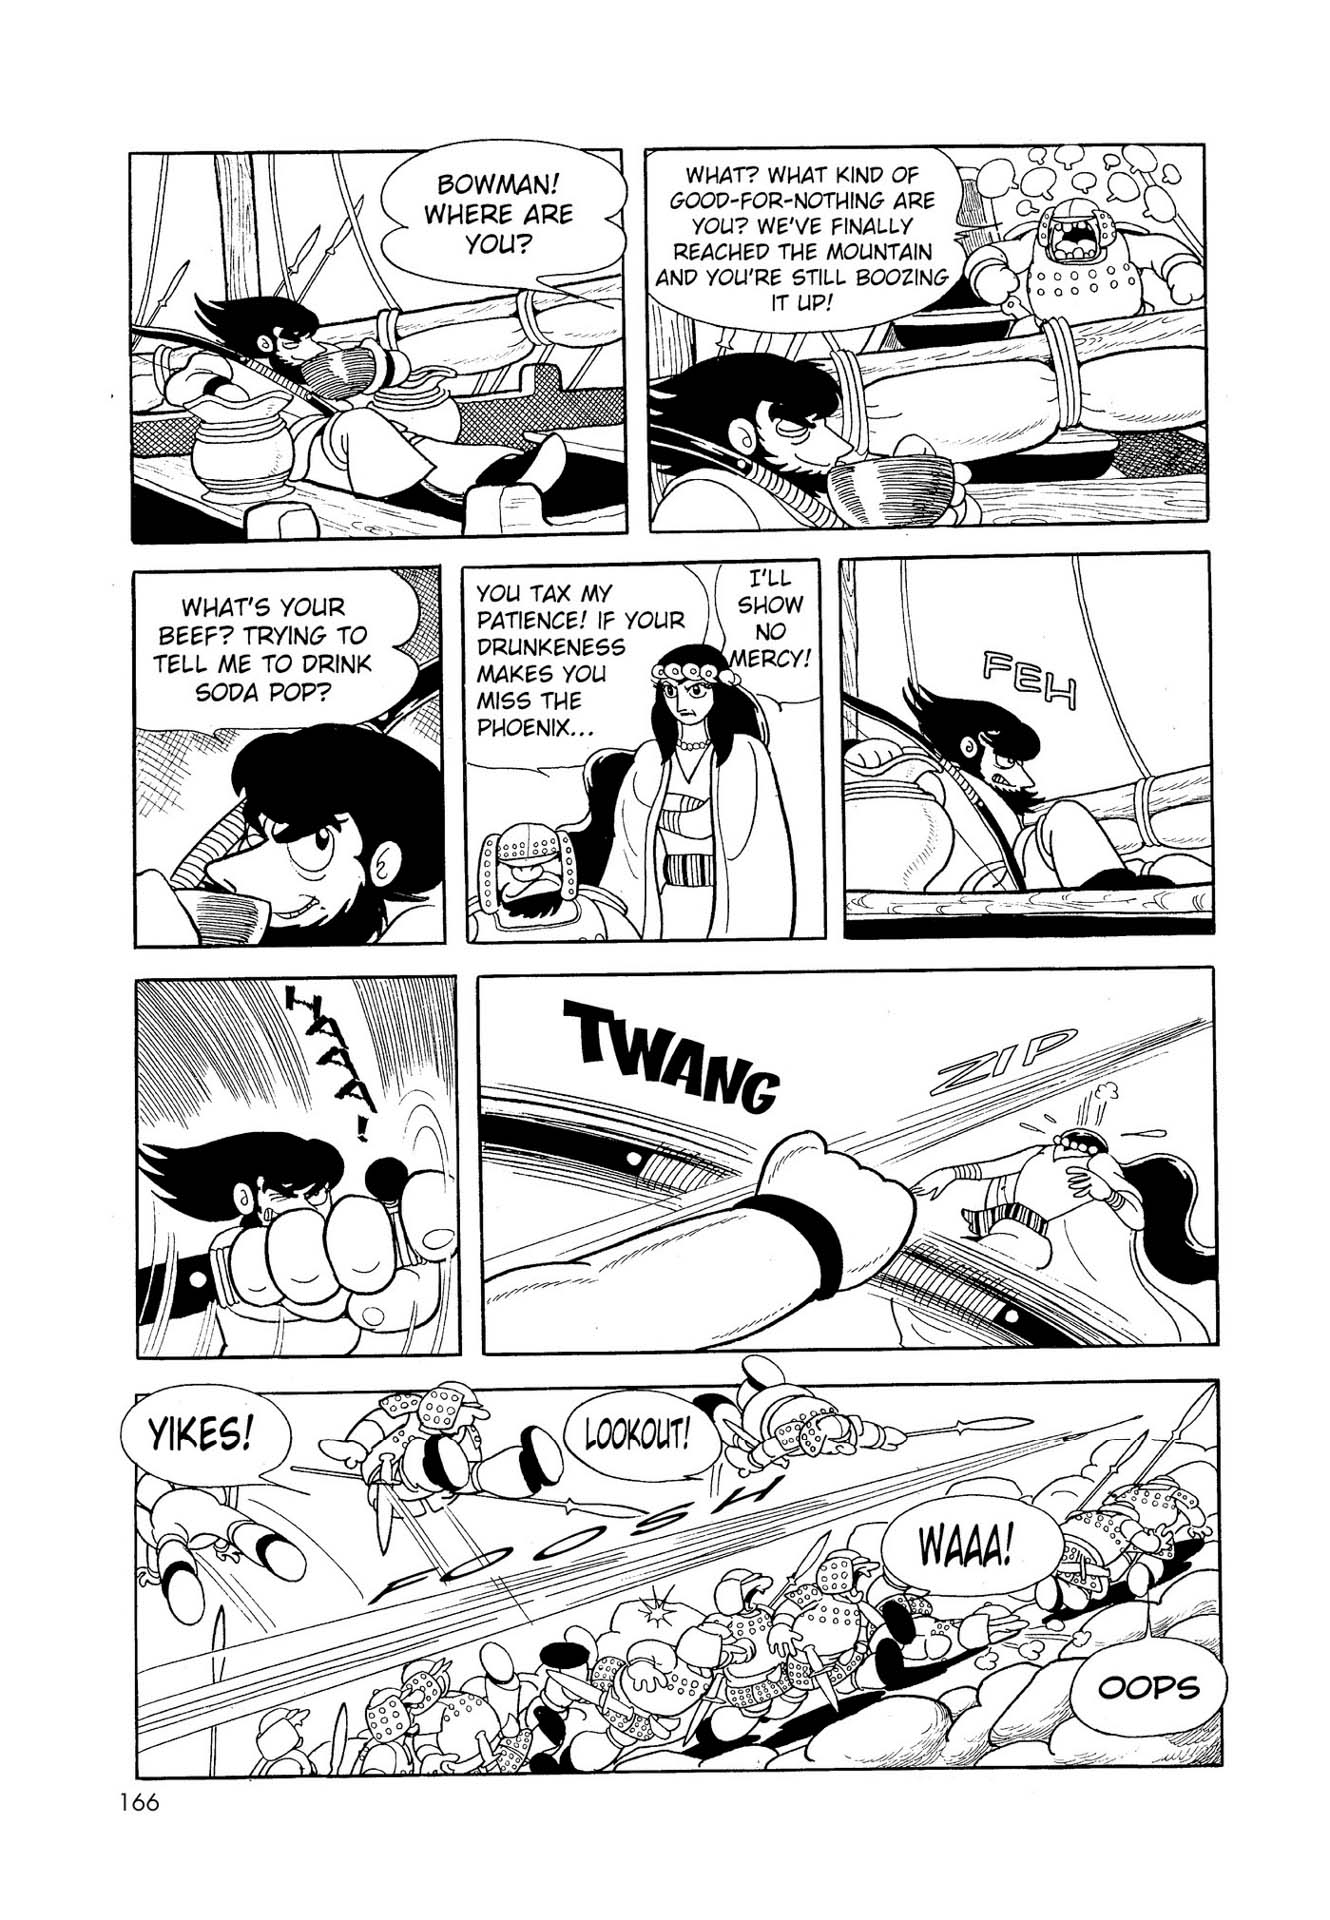 BOWMAN!
WHERE ARE
YOU?
WHAT? WHAT KIND OF
GOOD-FOR-NOTHING ARE
YOU? WE'VE FINALLY
REACHED THE MOUNTAIN
AND YOU'RE STILL BOOZING
IT UP!
WHAT'S YOUR
BEEF? TRYING TO
TELL ME TO DRINK
SODA POP?
YOU TAX MY
PATIENCE! IF YOUR
DRUNKENESS
MAKES YOU
MISS THE
PHOENIX...
I'LL
SHOW
NO
MERCY!
FEH
HAAA!
TWANG
ZIP
YIKES!
LOOKOUT!
FOOSH
WAAA!
OOPS
166